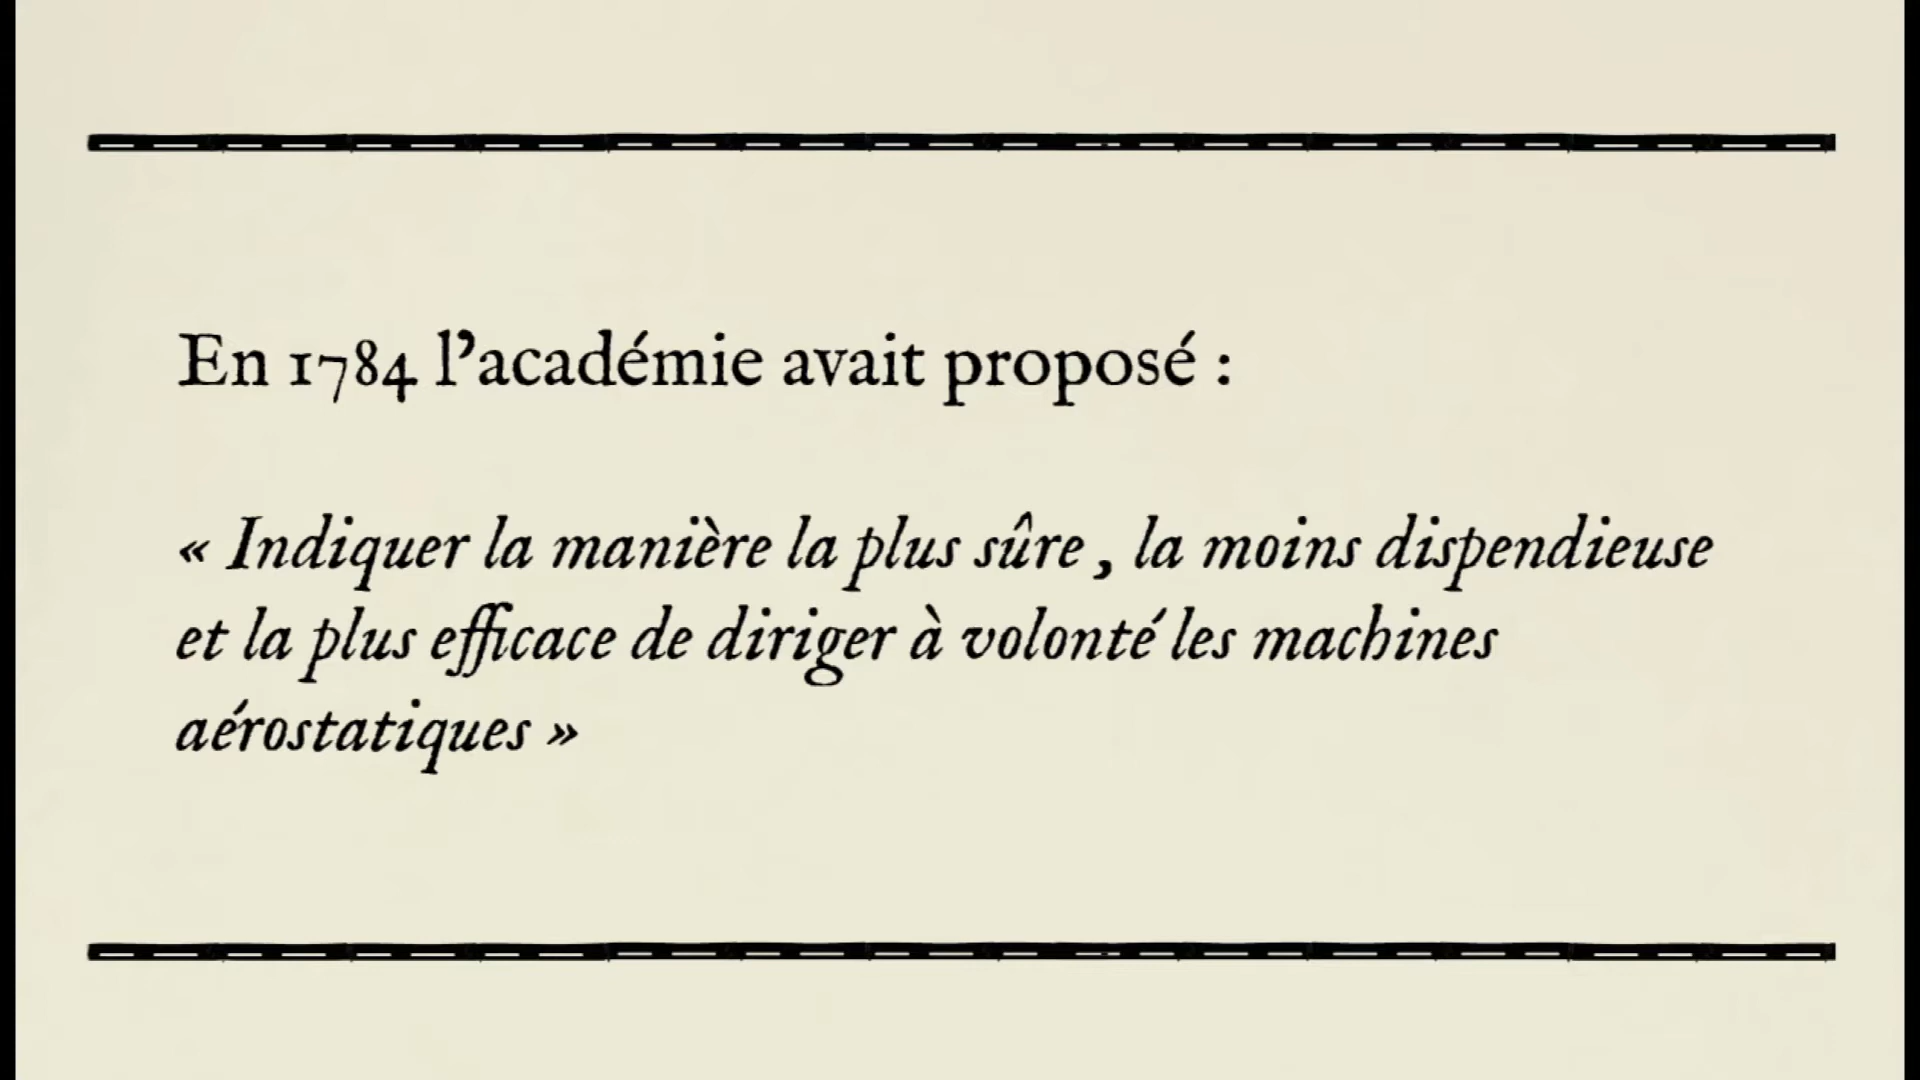 En 1784 l’académie avait proposé :
« Indiquer la manière la plus sûre , la moins dispendieuse
et la plus efficace de diriger à volonté les machines
aérostatiques »